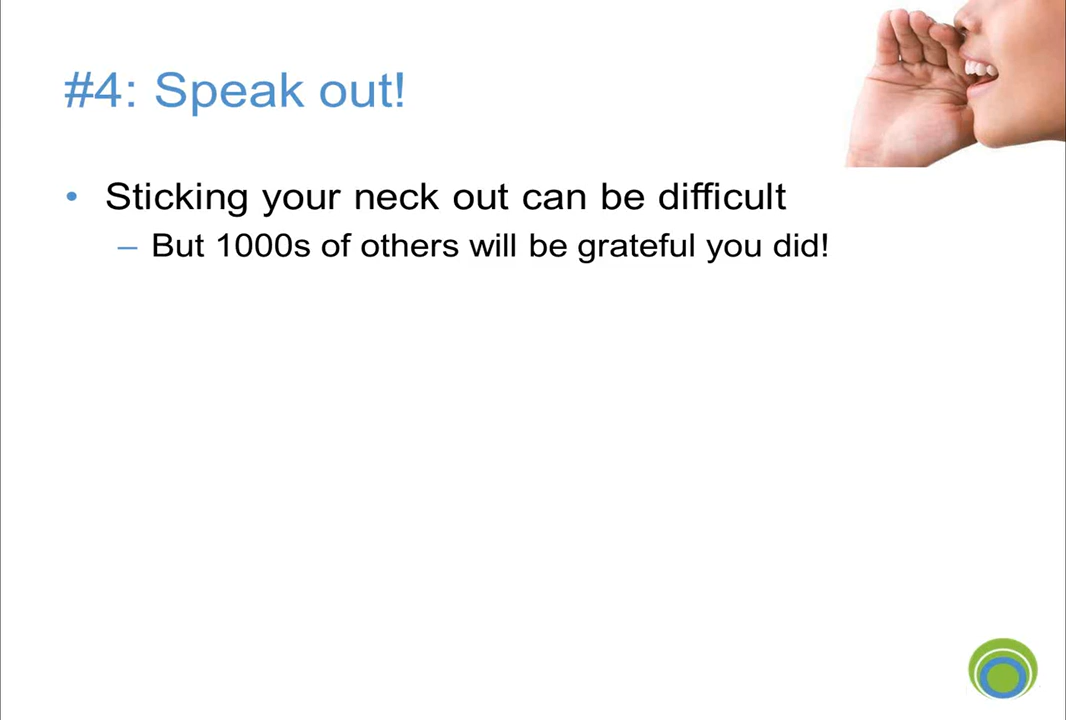 #4: Speak out!
• Sticking your neck out can be difficult
– But 1000s of others will be grateful you did!